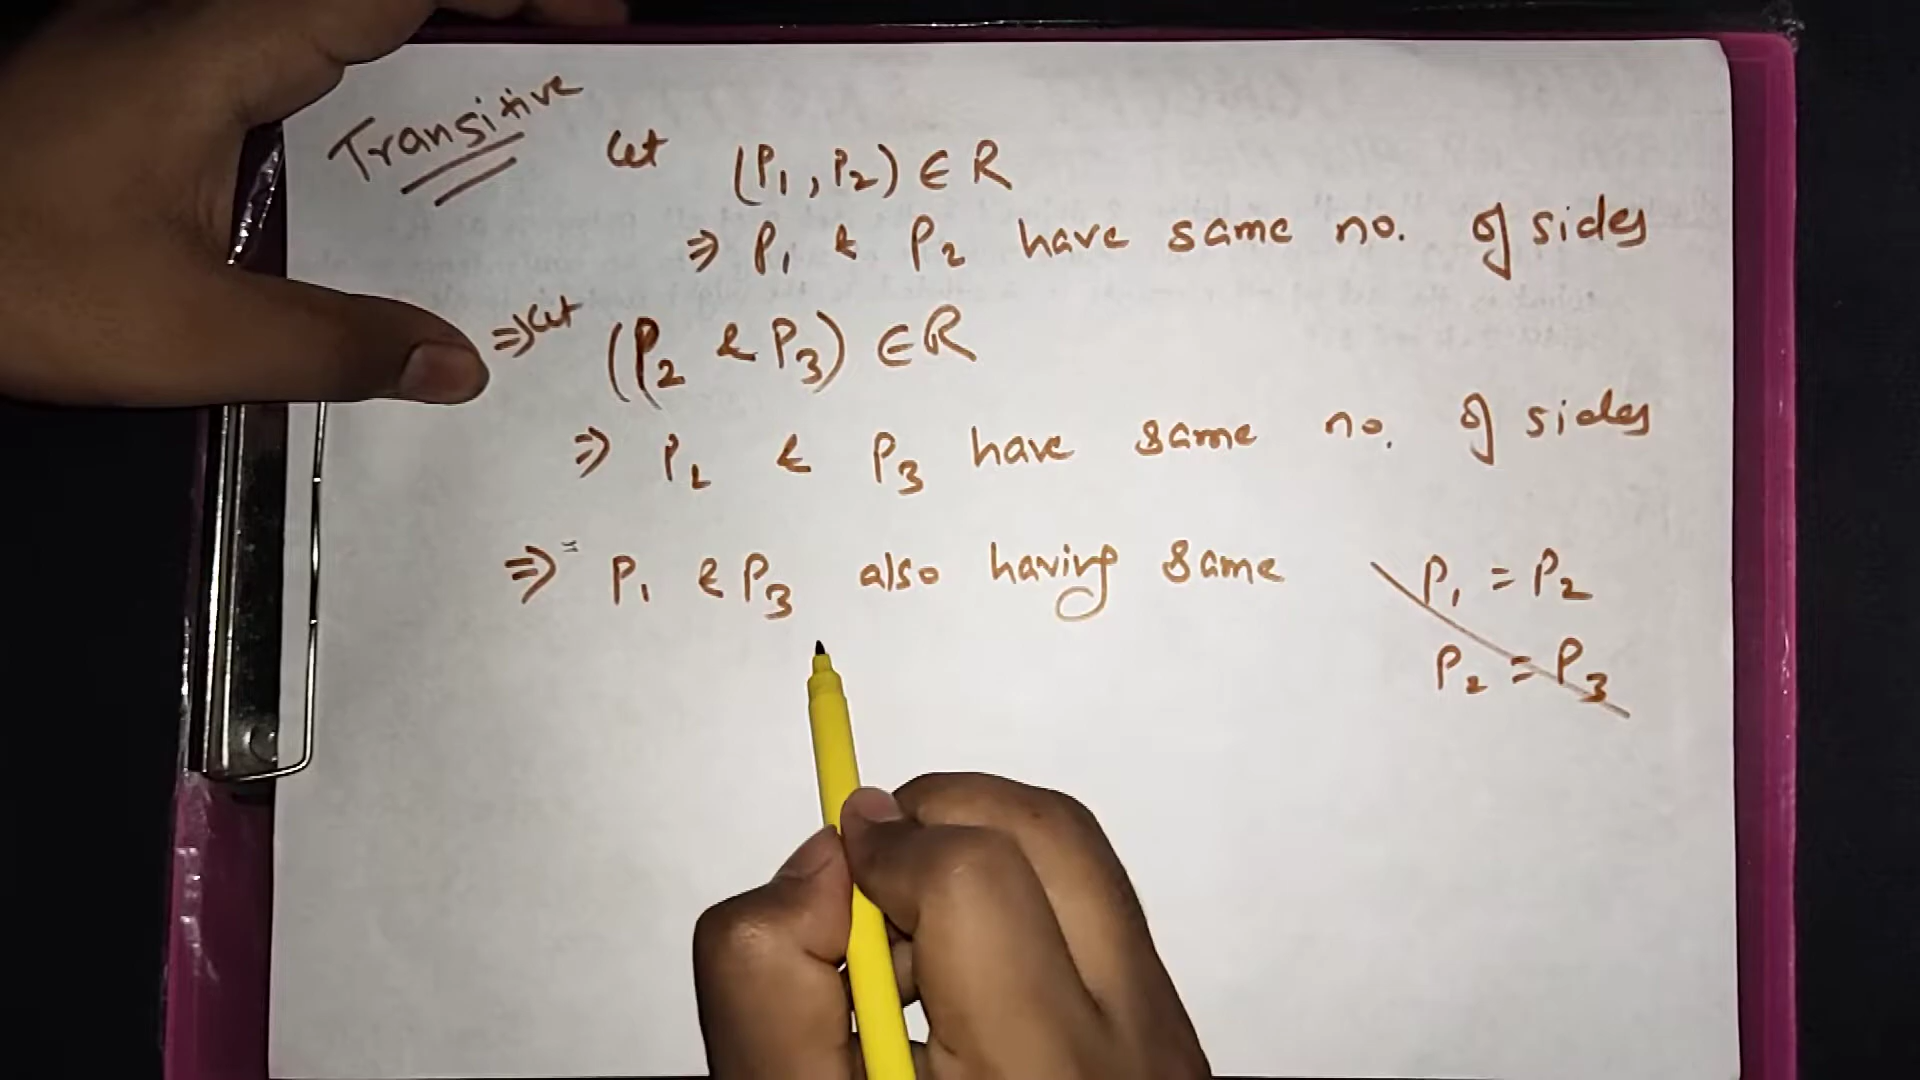 Transitive
Let (P₁, P₂) ∈ R
⇒ P₁ & P₂ have same no. of sides
⇒ Let (P₂ & P₃) ∈ R
⇒ P₂ & P₃ have same no. of sides
⇒ P₁ & P₃ also having same
P₁ = P₂
P₂ = P₃